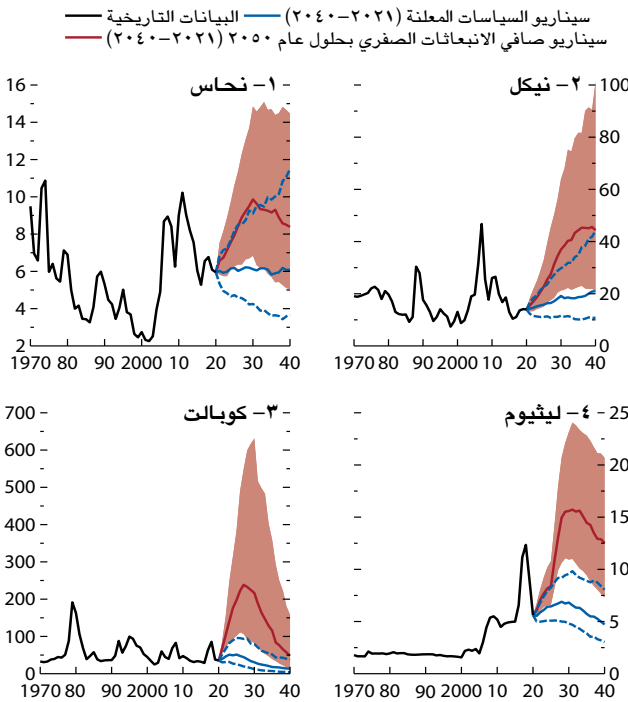 سيناريو السياسات المعلنة (٢٠٢١–٢٠٤٠) البيانات التاريخية
سيناريو صافي الانبعاثات الصفري بحلول عام ٢٠٥٠ (٢٠٢١–٢٠٤٠)
١– نحاس
16
14
12
10
8
6
4
2
1970 80 90 2000 10 20 30 40
٢– نيكل
100
80
60
40
20
0
1970 80 90 2000 10 20 30 40
٣– كوبالت
700
600
500
400
300
200
100
0
1970 80 90 2000 10 20 30 40
٤– ليثيوم
25
20
15
10
5
0
1970 80 90 2000 10 20 30 40